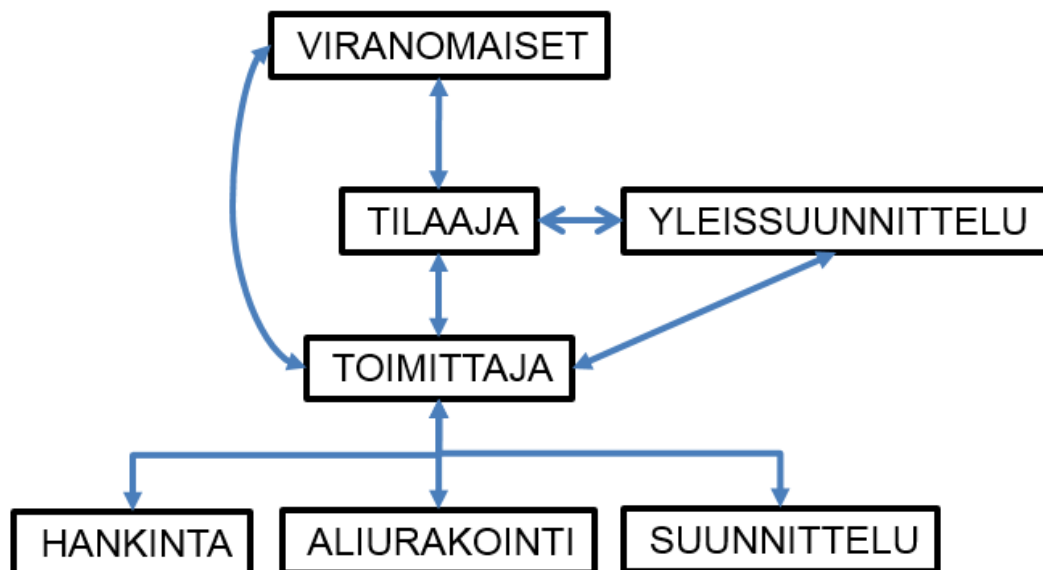 VIRANOMAISET
TILAAJA
YLEISSUUNNITTELU
TOIMITTAJA
HANKINTA
ALIURAKOINTI
SUUNNITTELU